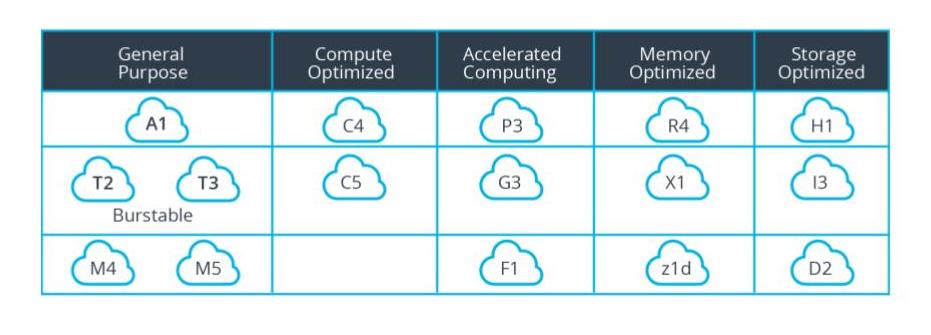 General Purpose
Compute Optimized
Accelerated Computing
Memory Optimized
Storage Optimized
A1
C4
P3
R4
H1
T2
T3
Burstable
C5
G3
X1
I3
M4
M5
F1
z1d
D2